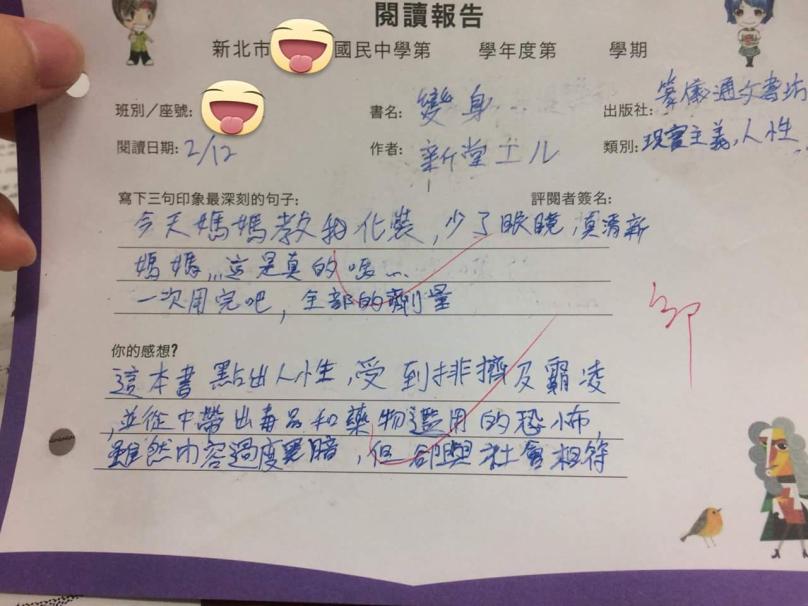 閱讀報告
新北市 國民中學第 學年度第 學期
班別／座號: 書名: 變身 出版社: 文書坊
閱讀日期: 2/12 作者: 新堂エル 類別: 現實主義,人性
寫下三句印象最深刻的句子: 評閱者簽名:
今天媽媽教我化裝,少了眼鏡,真清新
媽媽,,,這是真的嗎...
一次用完吧,全部的劑量
你的感想?
這本書點出人性,受到排擠及霸凌
,並從中帶出毒品和藥物濫用的恐怖,
雖然內容過度黑暗,但卻與社會相符